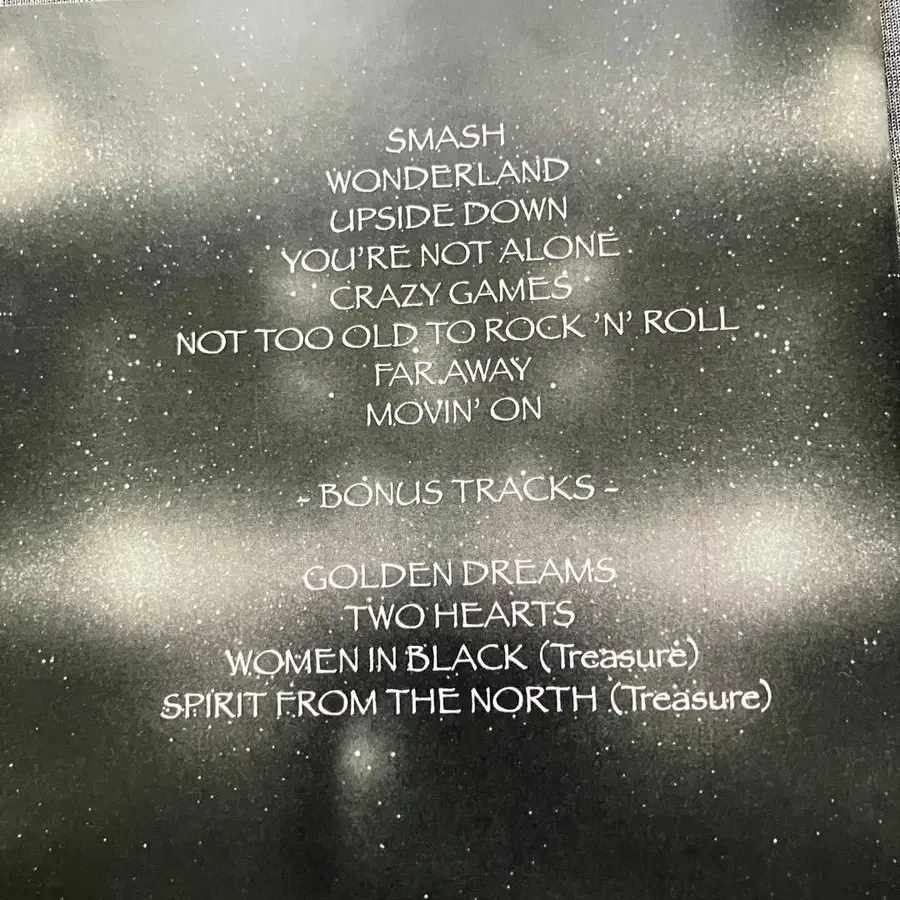 SMASH
WONDERLAND
UPSIDE DOWN
YOU'RE NOT ALONE
CRAZY GAMES
NOT TOO OLD TO ROCK 'N' ROLL
FAR AWAY
MOVIN' ON
- BONUS TRACKS -
GOLDEN DREAMS
TWO HEARTS
WOMEN IN BLACK (Treasure)
SPIRIT FROM THE NORTH (Treasure)